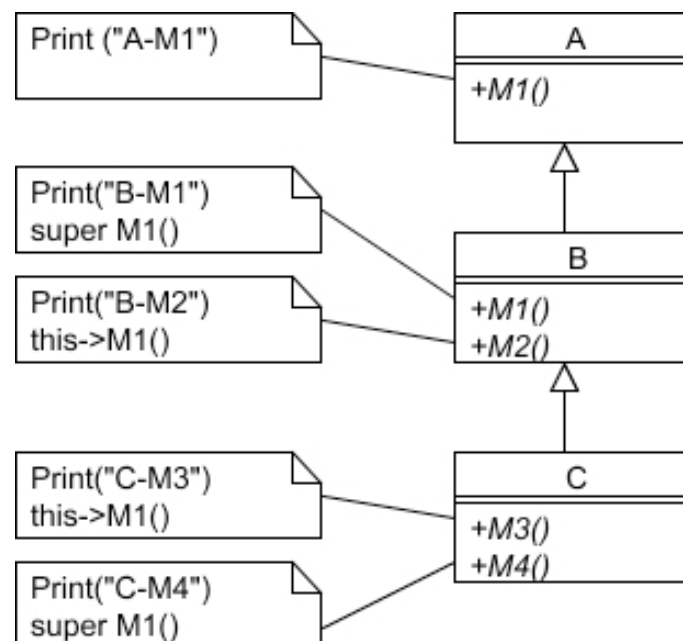 Print ("A-M1")
A
+M1()
Print("B-M1")
super M1()
B
Print("B-M2")
this->M1()
+M1()
+M2()
Print("C-M3")
this->M1()
C
+M3()
+M4()
Print("C-M4")
super M1()